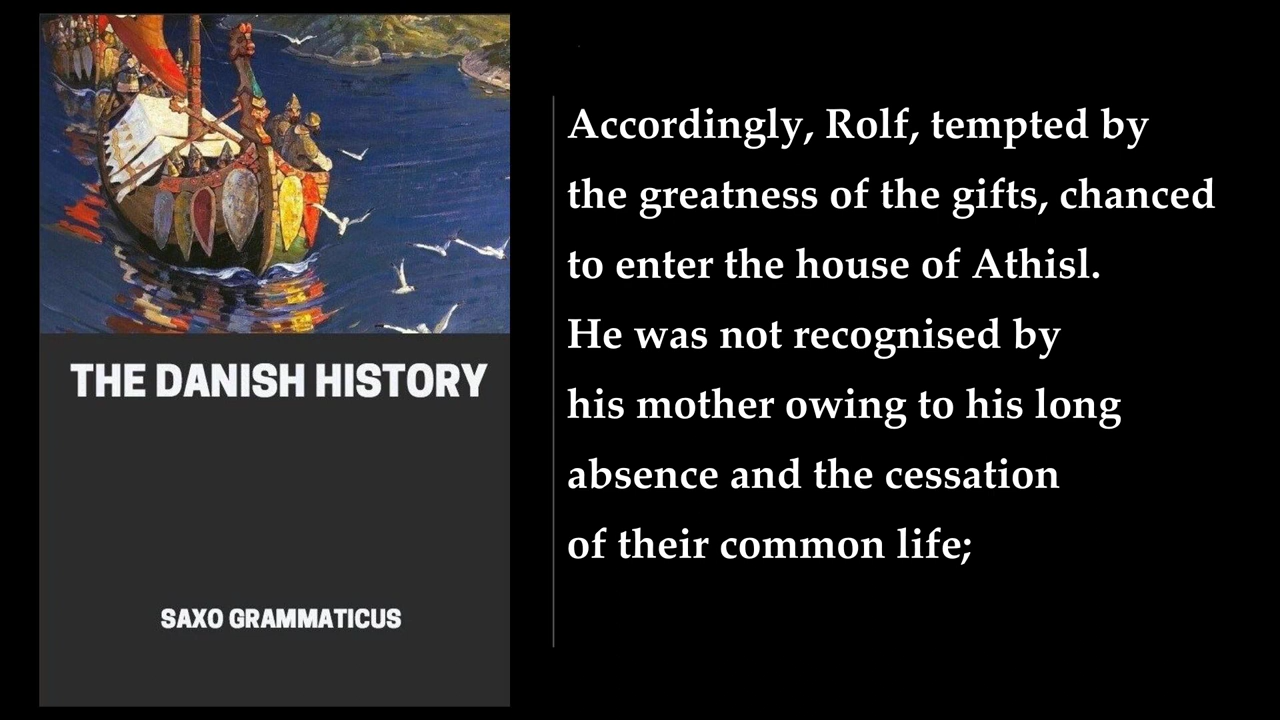 THE DANISH HISTORY
SAXO GRAMMATICUS
Accordingly, Rolf, tempted by
the greatness of the gifts, chanced
to enter the house of Athisl.
He was not recognised by
his mother owing to his long
absence and the cessation
of their common life;